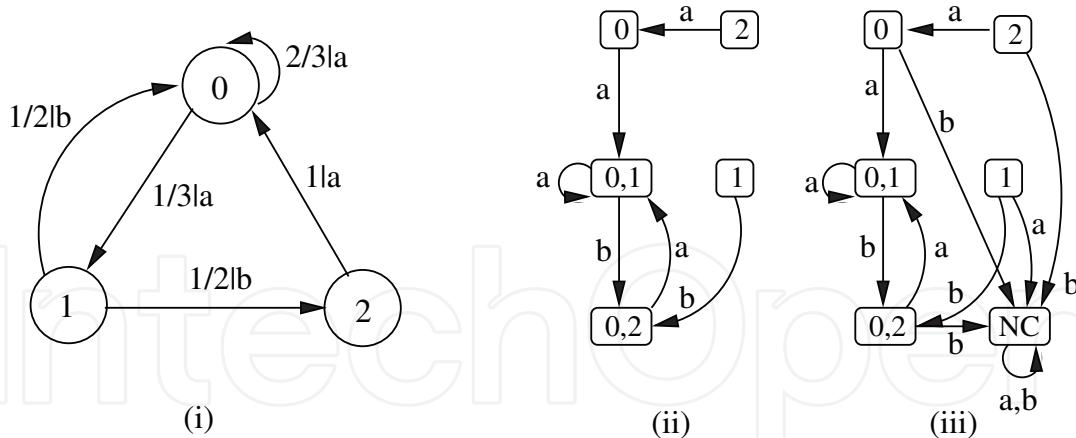 0
2/3|a
1/2|b
1/3|a
1|a
1
1/2|b
2
(i)
0
a
2
a
a
0,1
1
b
a
b
0,2
(ii)
0
a
2
a
b
a
0,1
1
b
a
a
b
b
0,2
b
NC
a,b
(iii)
IntechOpen